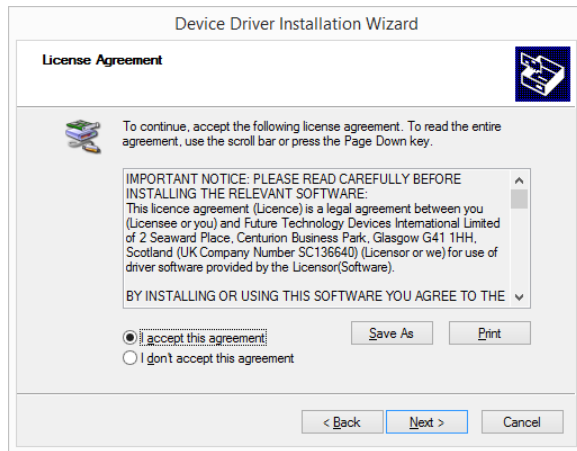 Device Driver Installation Wizard
License Agreement
To continue, accept the following license agreement. To read the entire
agreement, use the scroll bar or press the Page Down key.
IMPORTANT NOTICE: PLEASE READ CAREFULLY BEFORE
INSTALLING THE RELEVANT SOFTWARE:
This licence agreement (Licence) is a legal agreement between you
(Licensee or you) and Future Technology Devices International Limited
of 2 Seaward Place, Centurion Business Park, Glasgow G41 1HH,
Scotland (UK Company Number SC136640) (Licensor or we) for use of
driver software provided by the Licensor(Software).
BY INSTALLING OR USING THIS SOFTWARE YOU AGREE TO THE
I accept this agreement
Save As
Print
I don't accept this agreement
< Back
Next >
Cancel